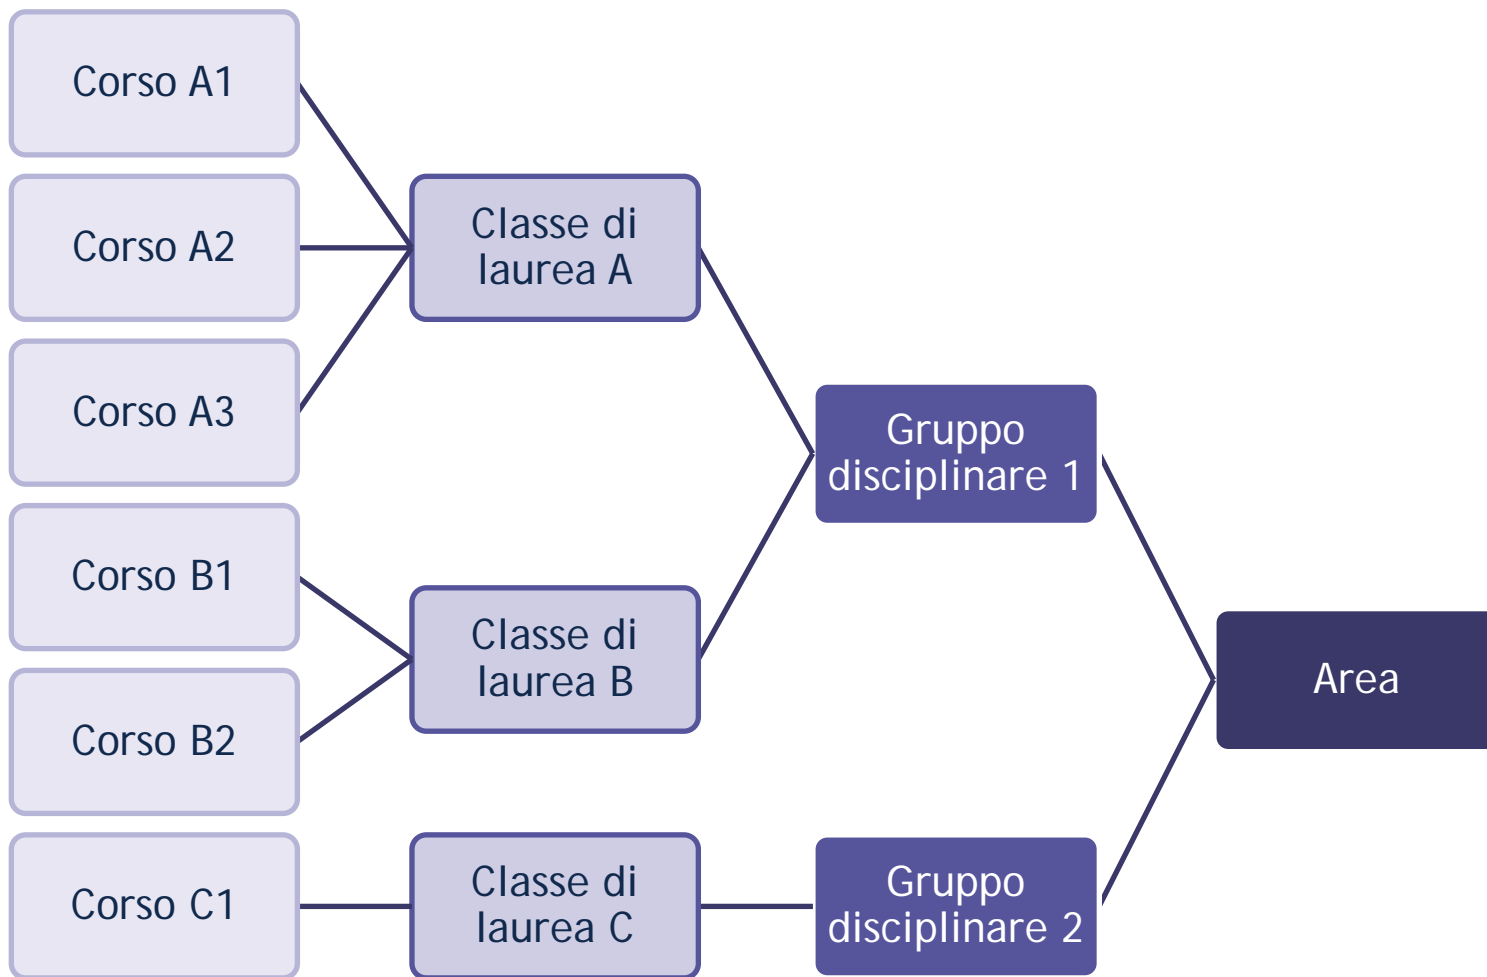 Corso A1
Corso A2
Corso A3
Corso B1
Corso B2
Corso C1
Classe di
laurea A
Classe di
laurea B
Classe di
laurea C
Gruppo
disciplinare 1
Gruppo
disciplinare 2
Area